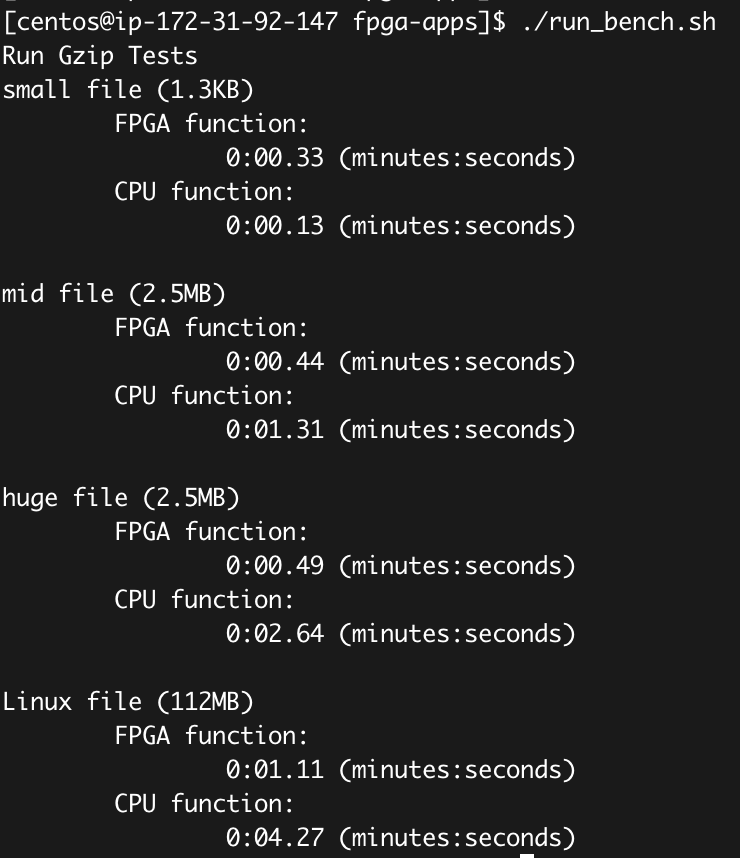 [centos@ip-172-31-92-147 fpga-apps]$ ./run_bench.sh
Run Gzip Tests
small file (1.3KB)
FPGA function:
0:00.33 (minutes:seconds)
CPU function:
0:00.13 (minutes:seconds)
mid file (2.5MB)
FPGA function:
0:00.44 (minutes:seconds)
CPU function:
0:01.31 (minutes:seconds)
huge file (2.5MB)
FPGA function:
0:00.49 (minutes:seconds)
CPU function:
0:02.64 (minutes:seconds)
Linux file (112MB)
FPGA function:
0:01.11 (minutes:seconds)
CPU function:
0:04.27 (minutes:seconds)